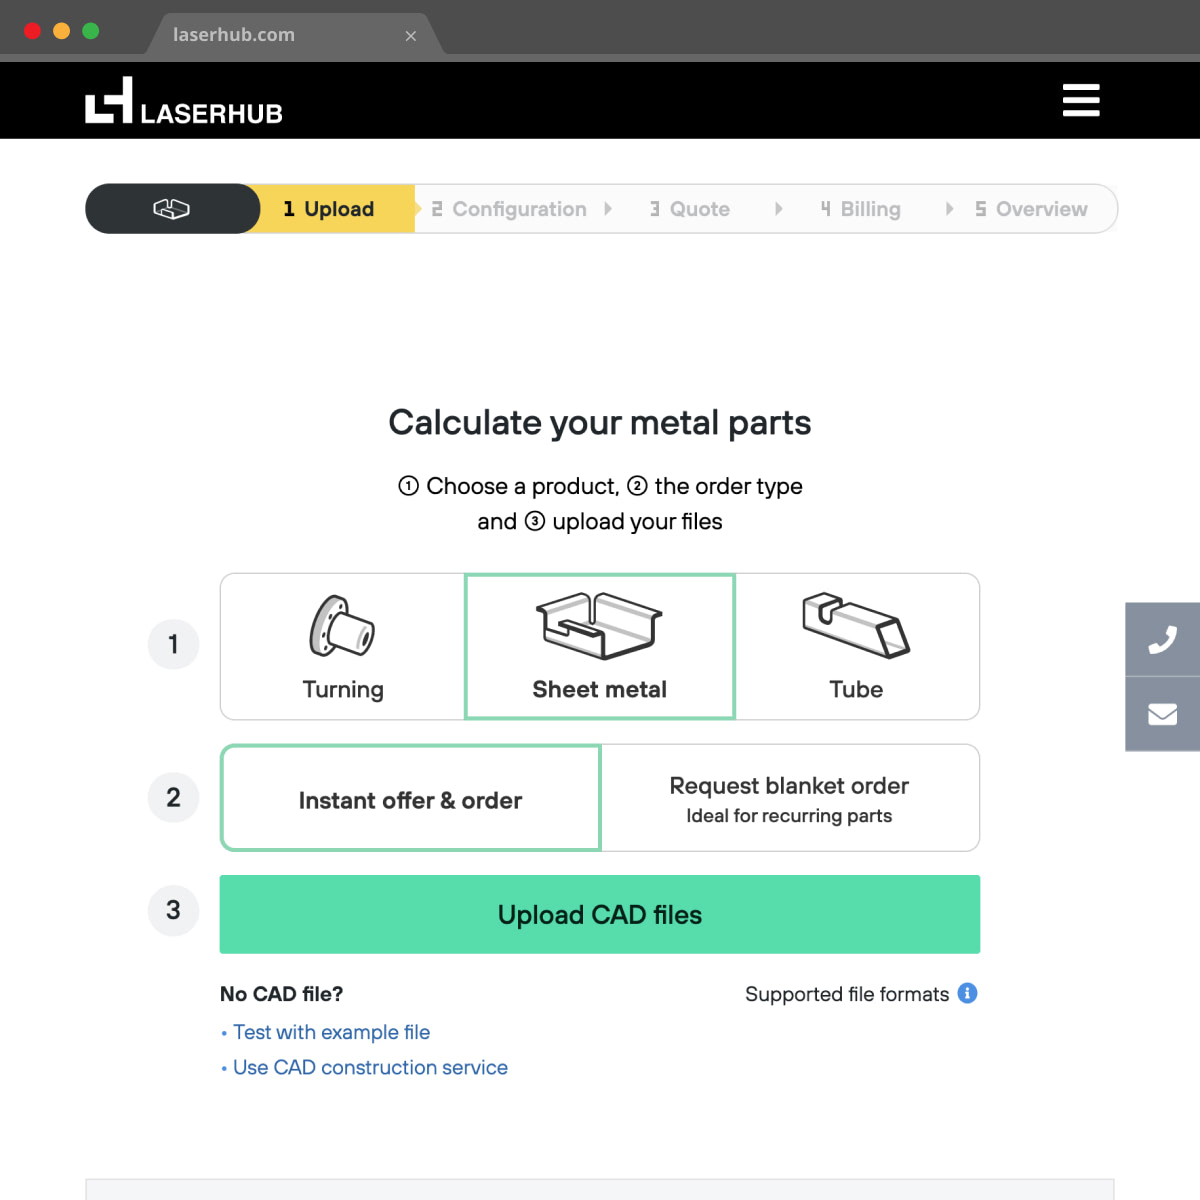 laserhub.com
LASERHUB
1 Upload
2 Configuration
3 Quote
4 Billing
5 Overview
Calculate your metal parts
① Choose a product, ② the order type
and ③ upload your files
1
Turning
Sheet metal
Tube
2
Instant offer & order
Request blanket order
Ideal for recurring parts
3
Upload CAD files
No CAD file?
Supported file formats
• Test with example file
• Use CAD construction service